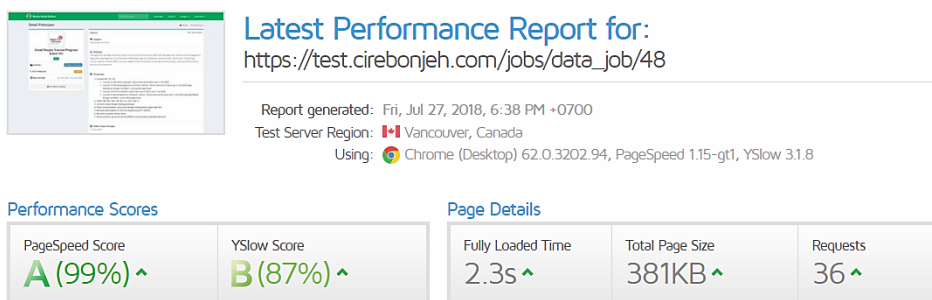 Latest Performance Report for:
https://test.cirebonjeh.com/jobs/data_job/48
Report generated: Fri, Jul 27, 2018, 6:38 PM +0700
Test Server Region: Vancouver, Canada
Using: Chrome (Desktop) 62.0.3202.94, PageSpeed 1.15-gt1, YSlow 3.1.8
Performance Scores
PageSpeed Score
A (99%)
YSlow Score
B (87%)
Page Details
Fully Loaded Time
2.3s
Total Page Size
381KB
Requests
36